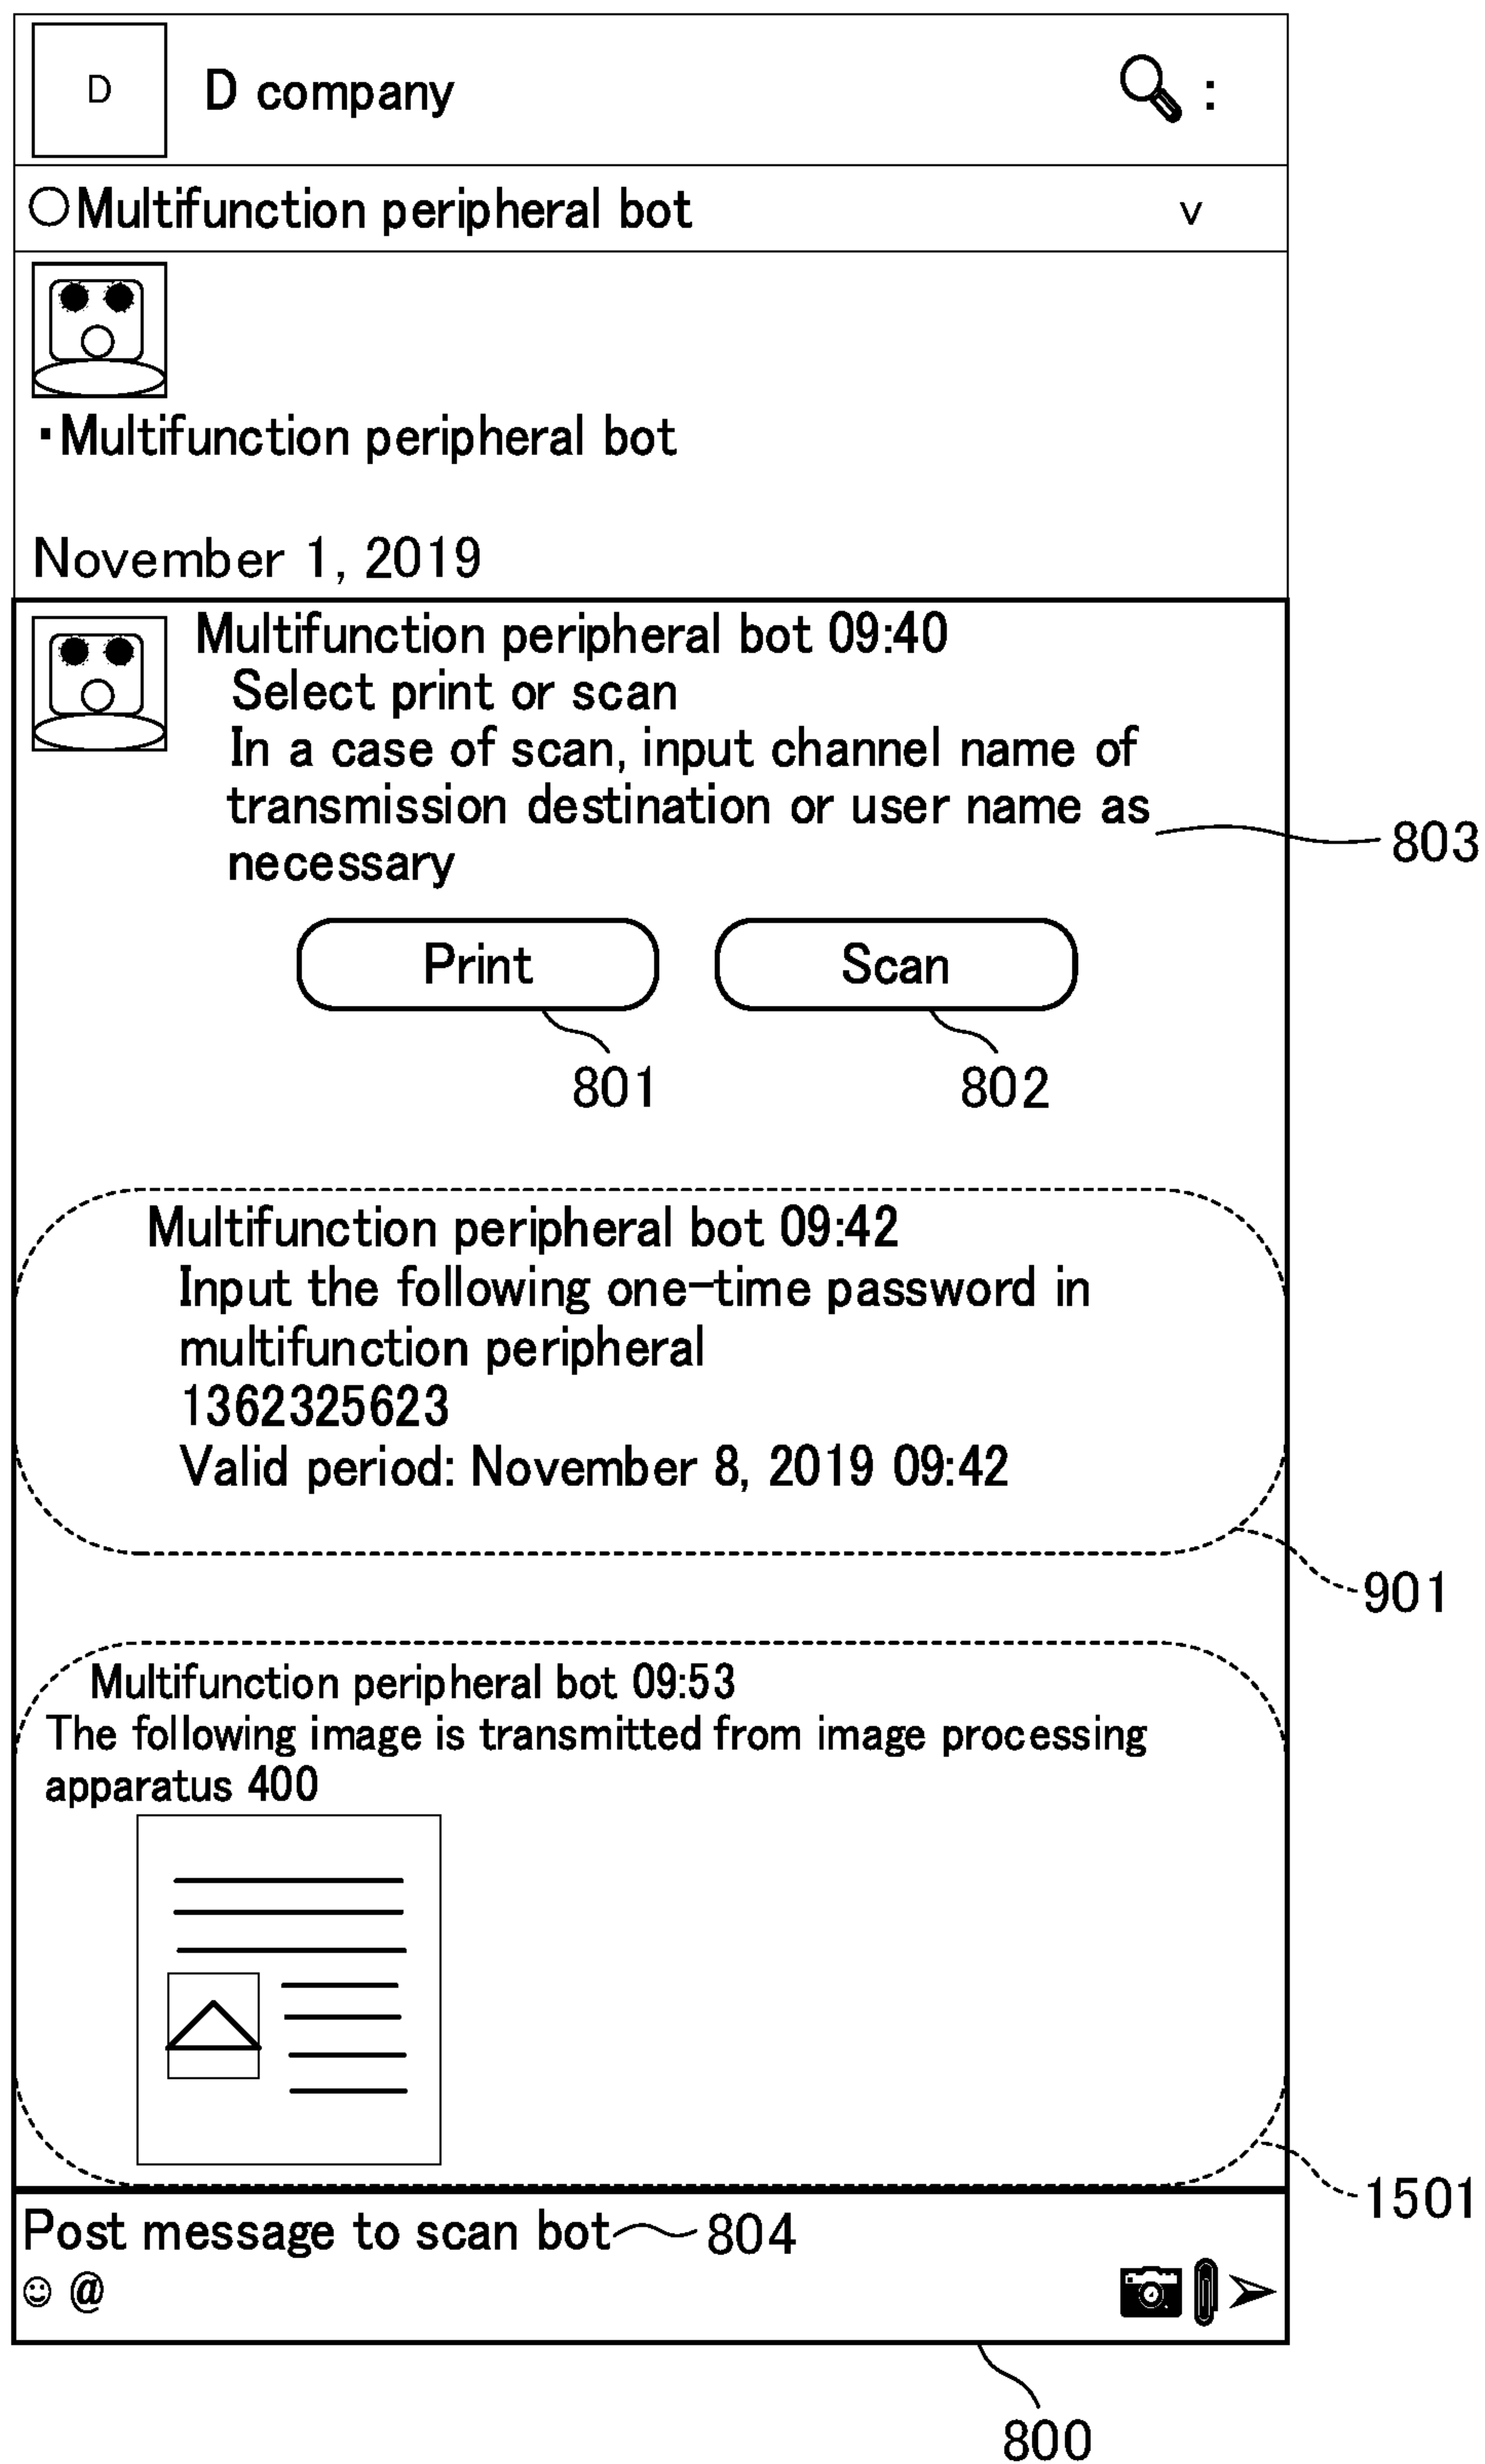 D
D company
:
Multifunction peripheral bot
v
・Multifunction peripheral bot
November 1, 2019
Multifunction peripheral bot 09:40
Select print or scan
In a case of scan, input channel name of
transmission destination or user name as
necessary
803
Print
Scan
801
802
Multifunction peripheral bot 09:42
Input the following one-time password in
multifunction peripheral
1362325623
Valid period: November 8, 2019 09:42
901
Multifunction peripheral bot 09:53
The following image is transmitted from image processing
apparatus 400
1501
Post message to scan bot
804
@
800